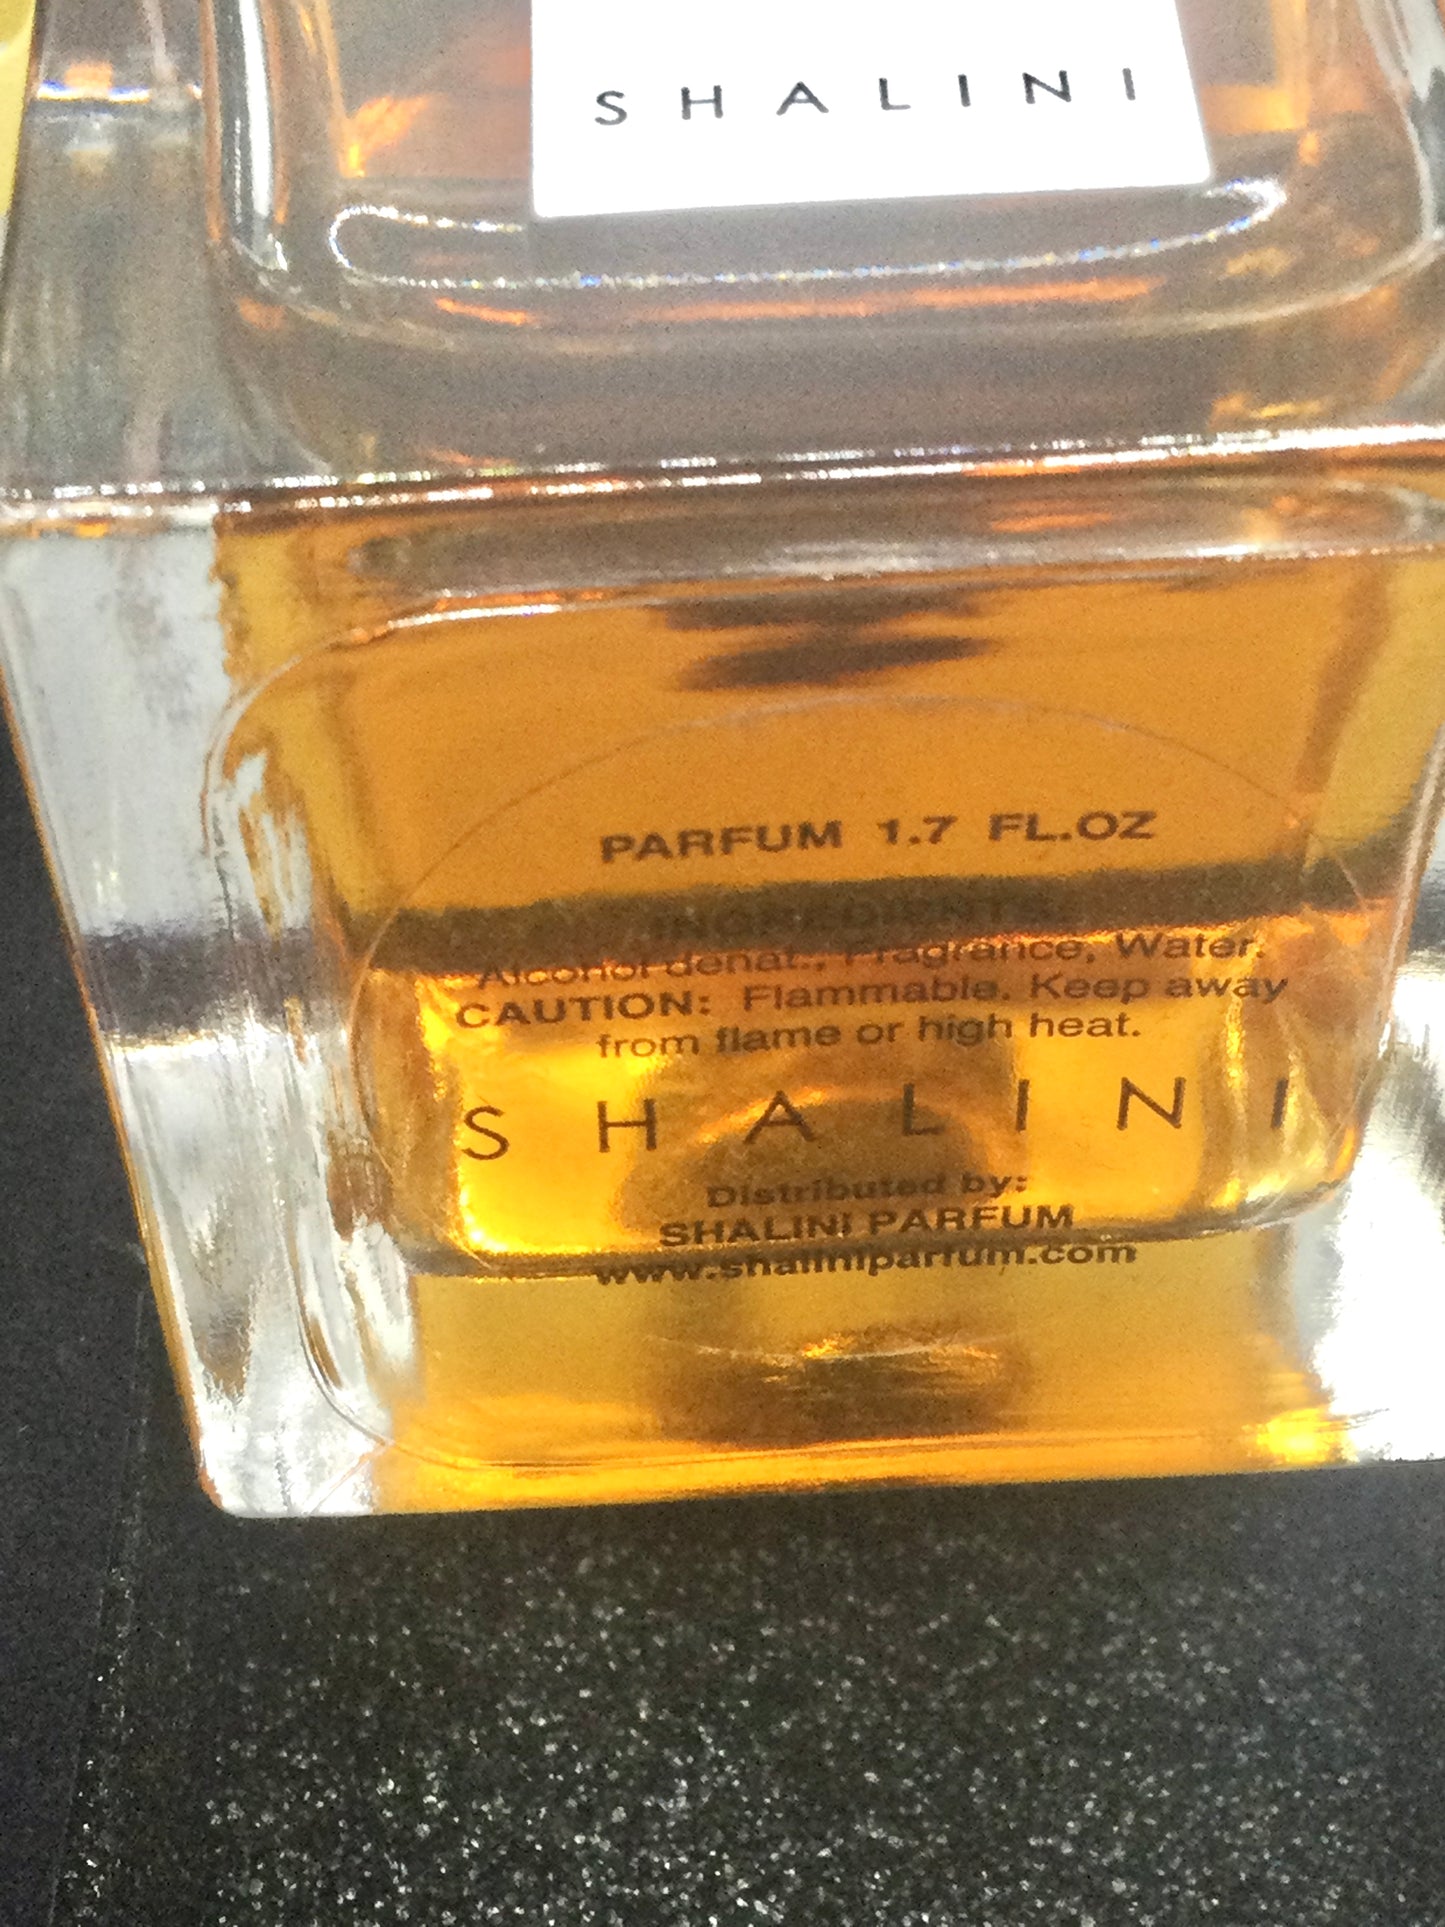 SHALINI
PARFUM 1.7 FL.OZ
INGREDIENTS:
Alcohol denat., Fragrance, Water.
CAUTION: Flammable. Keep away
from flame or high heat.
SHALINI
Distributed by:
SHALINI PARFUM
www.shaliniparfum.com